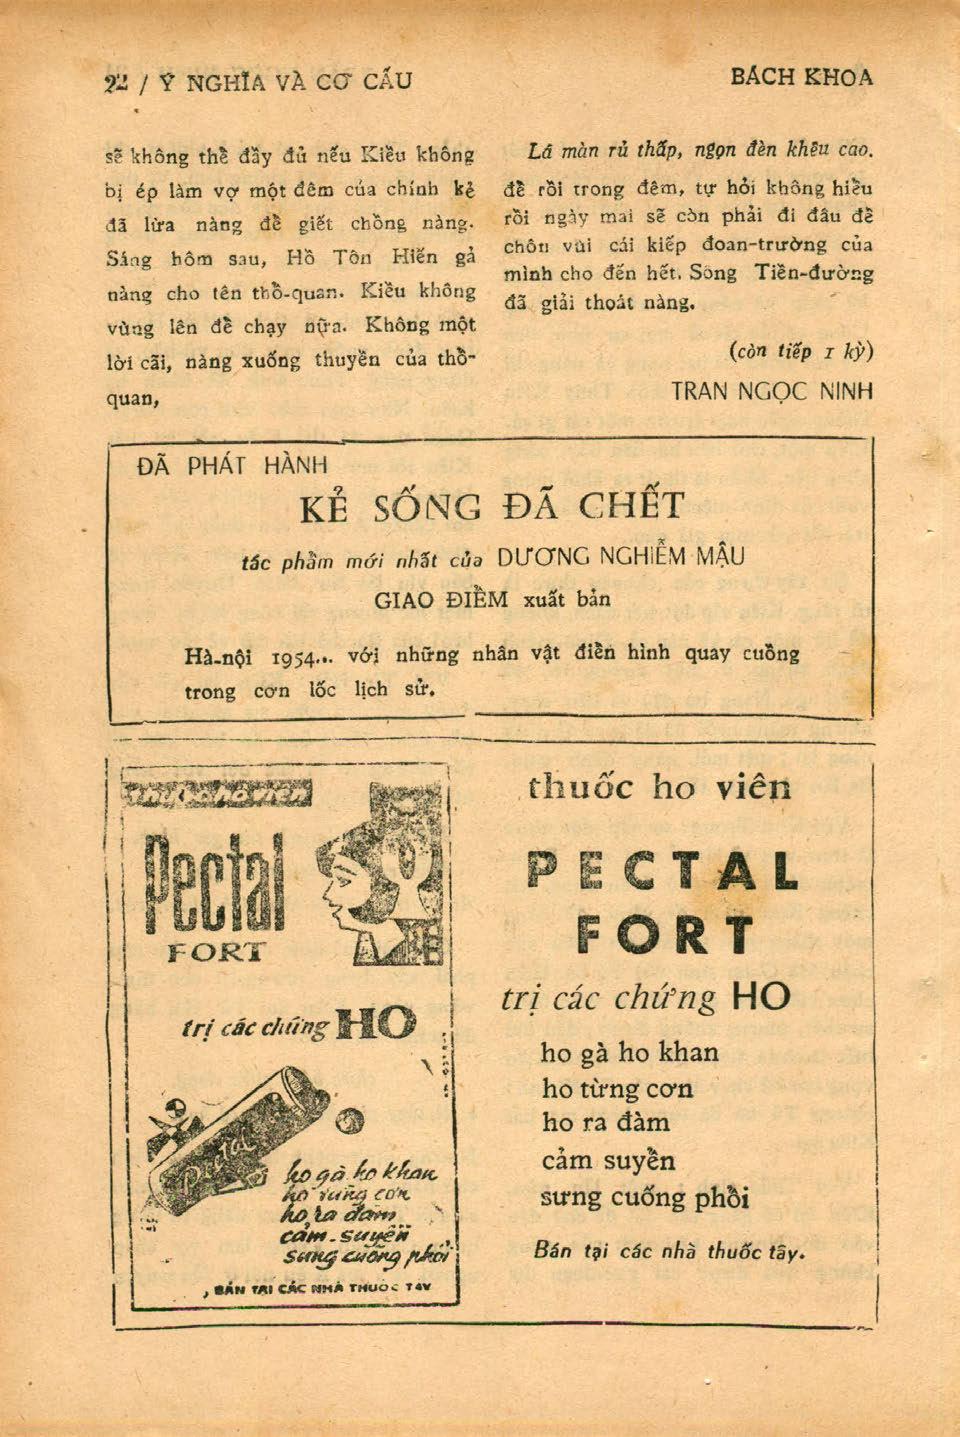 22 / Ý NGHĨA VÀ CƠ CẤU
BÁCH KHOA
sẽ không thể đầy đủ nếu Kiều không
bị ép làm vợ một đêm của chính kẻ
đã lừa nàng để giết chồng nàng.
Sáng hôm sau, Hồ Tôn Hiến gả
nàng cho tên thổ-quan. Kiều không
vùng lên để chạy nữa. Không một
lời cãi, nàng xuống thuyền của thổ-
quan,
Lá màn rủ thấp, ngọn đèn khêu cao.
để rồi trong đêm, tự hỏi không hiểu
rồi ngày mai sẽ còn phải đi đâu để
chôn vùi cái kiếp đoan-trường của
mình cho đến hết. Sông Tiền-đường
đã giải thoát nàng.
(còn tiếp 1 kỳ)
TRAN NGỌC NINH
ĐÃ PHÁT HÀNH
KẺ SỐNG ĐÃ CHẾT
tác phẩm mới nhất của DƯƠNG NGHIỄM MẬU
GIAO ĐIỂM xuất bản
Hà-nội 1954... với những nhân vật điển hình quay cuồng
trong cơn lốc lịch sử.
thuốc ho viên
Pectal
FORT
trị các chứng HO
Pectal
ho gà ho khan
ho từng cơn
ho ra đàm
cảm-suyễn
sưng cuống phổi
BÁN TẠI CÁC NHÀ THUỐC TÂY
thuốc ho viên
PECTAL
FORT
trị các chứng HO
ho gà ho khan
ho từng cơn
ho ra đàm
cảm suyễn
sưng cuống phổi
Bán tại các nhà thuốc tây.